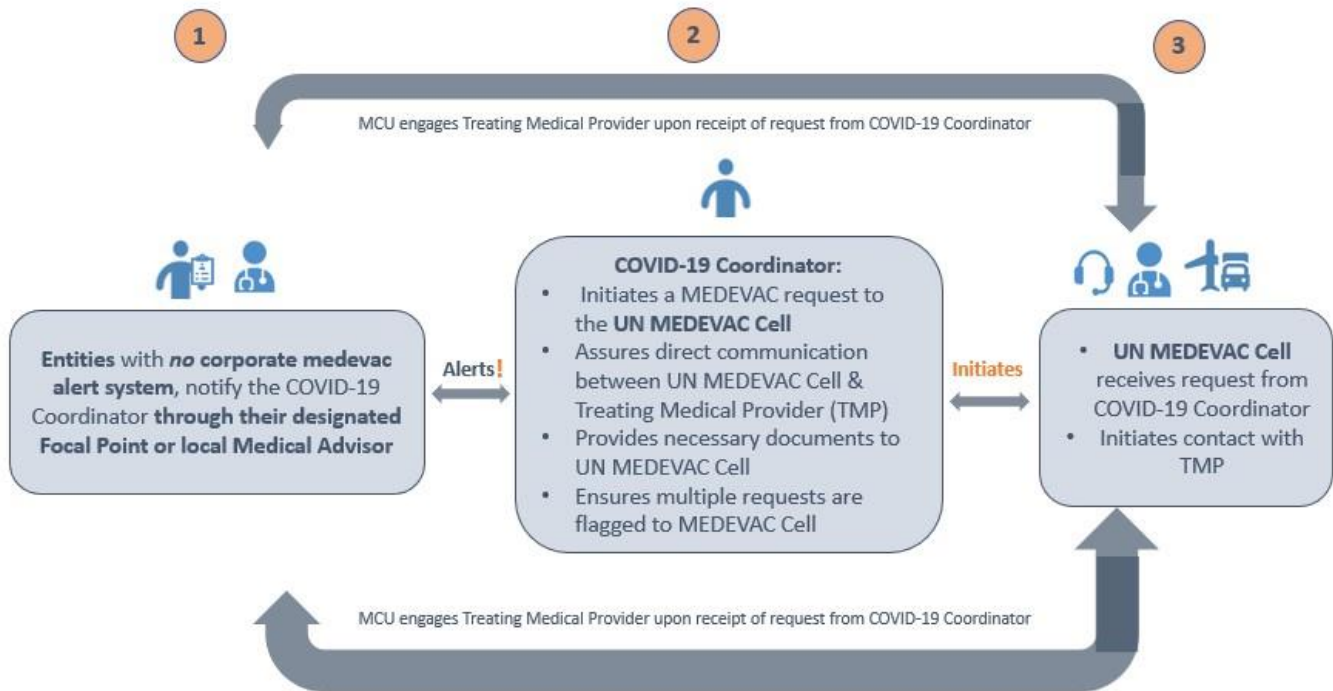 1
2
3
MCU engages Treating Medical Provider upon receipt of request from COVID-19 Coordinator
Entities with no corporate medevac
alert system, notify the COVID-19
Coordinator through their designated
Focal Point or local Medical Advisor
Alerts!
COVID-19 Coordinator:
• Initiates a MEDEVAC request to
the UN MEDEVAC Cell
• Assures direct communication
between UN MEDEVAC Cell &
Treating Medical Provider (TMP)
• Provides necessary documents to
UN MEDEVAC Cell
• Ensures multiple requests are
flagged to MEDEVAC Cell
Initiates
• UN MEDEVAC Cell
receives request from
COVID-19 Coordinator
• Initiates contact with
TMP
MCU engages Treating Medical Provider upon receipt of request from COVID-19 Coordinator